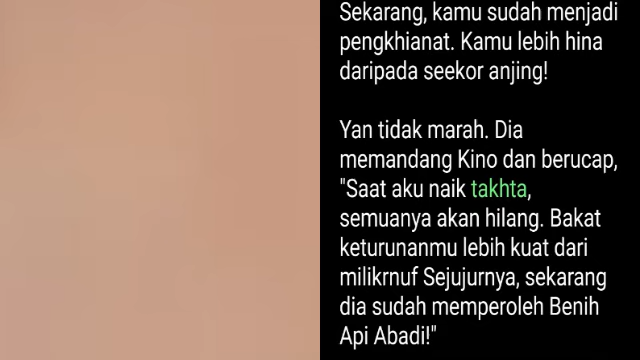 Sekarang, kamu sudah menjadi
pengkhianat. Kamu lebih hina
daripada seekor anjing!
Yan tidak marah. Dia
memandang Kino dan berucap,
"Saat aku naik takhta,
semuanya akan hilang. Bakat
keturunanmu lebih kuat dari
milikrnuf Sejujurnya, sekarang
dia sudah memperoleh Benih
Api Abadi!"